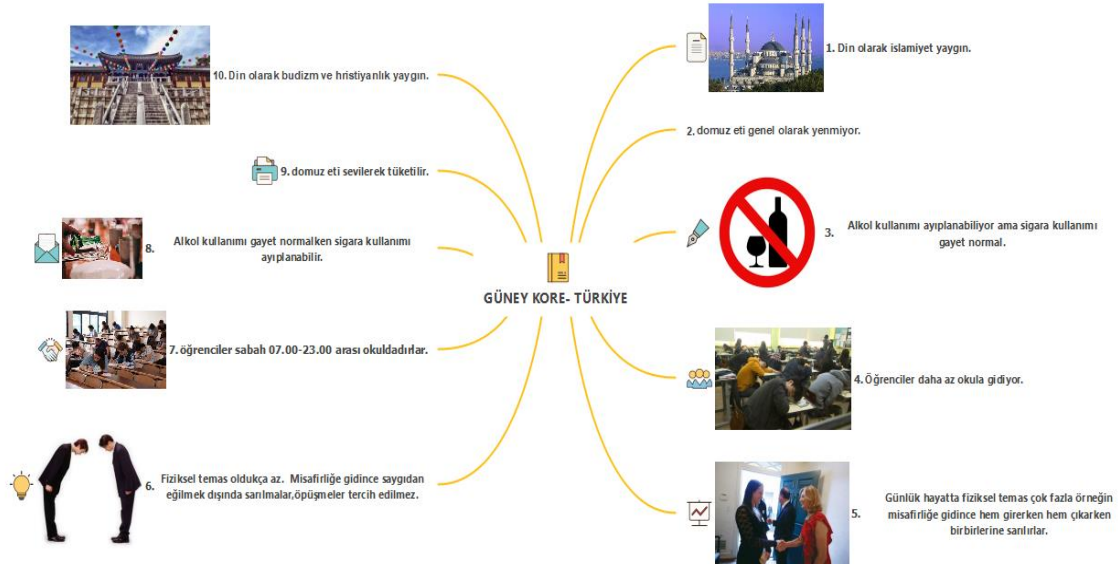 GÜNEY KORE- TÜRKİYE
1. Din olarak islamiyet yaygın.
2. domuz eti genel olarak yenmiyor.
3. Alkol kullanımı ayıplanabiliyor ama sigara kullanımı
gayet normal.
4. Öğrenciler daha az okula gidiyor.
5. Günlük hayatta fiziksel temas çok fazla örneğin
misafirliğe gidince hem girerken hem çıkarken
birbirlerine sarılırlar.
6. Fiziksel temas oldukça az. Misafirliğe gidince saygıdan
eğilmek dışında sarılmalar,öpüşmeler tercih edilmez.
7. öğrenciler sabah 07.00-23.00 arası okuldadırlar.
8. Alkol kullanımı gayet normalken sigara kullanımı
ayıplanabilir.
9. domuz eti sevilerek tüketilir.
10. Din olarak budizm ve hristiyanlık yaygın.